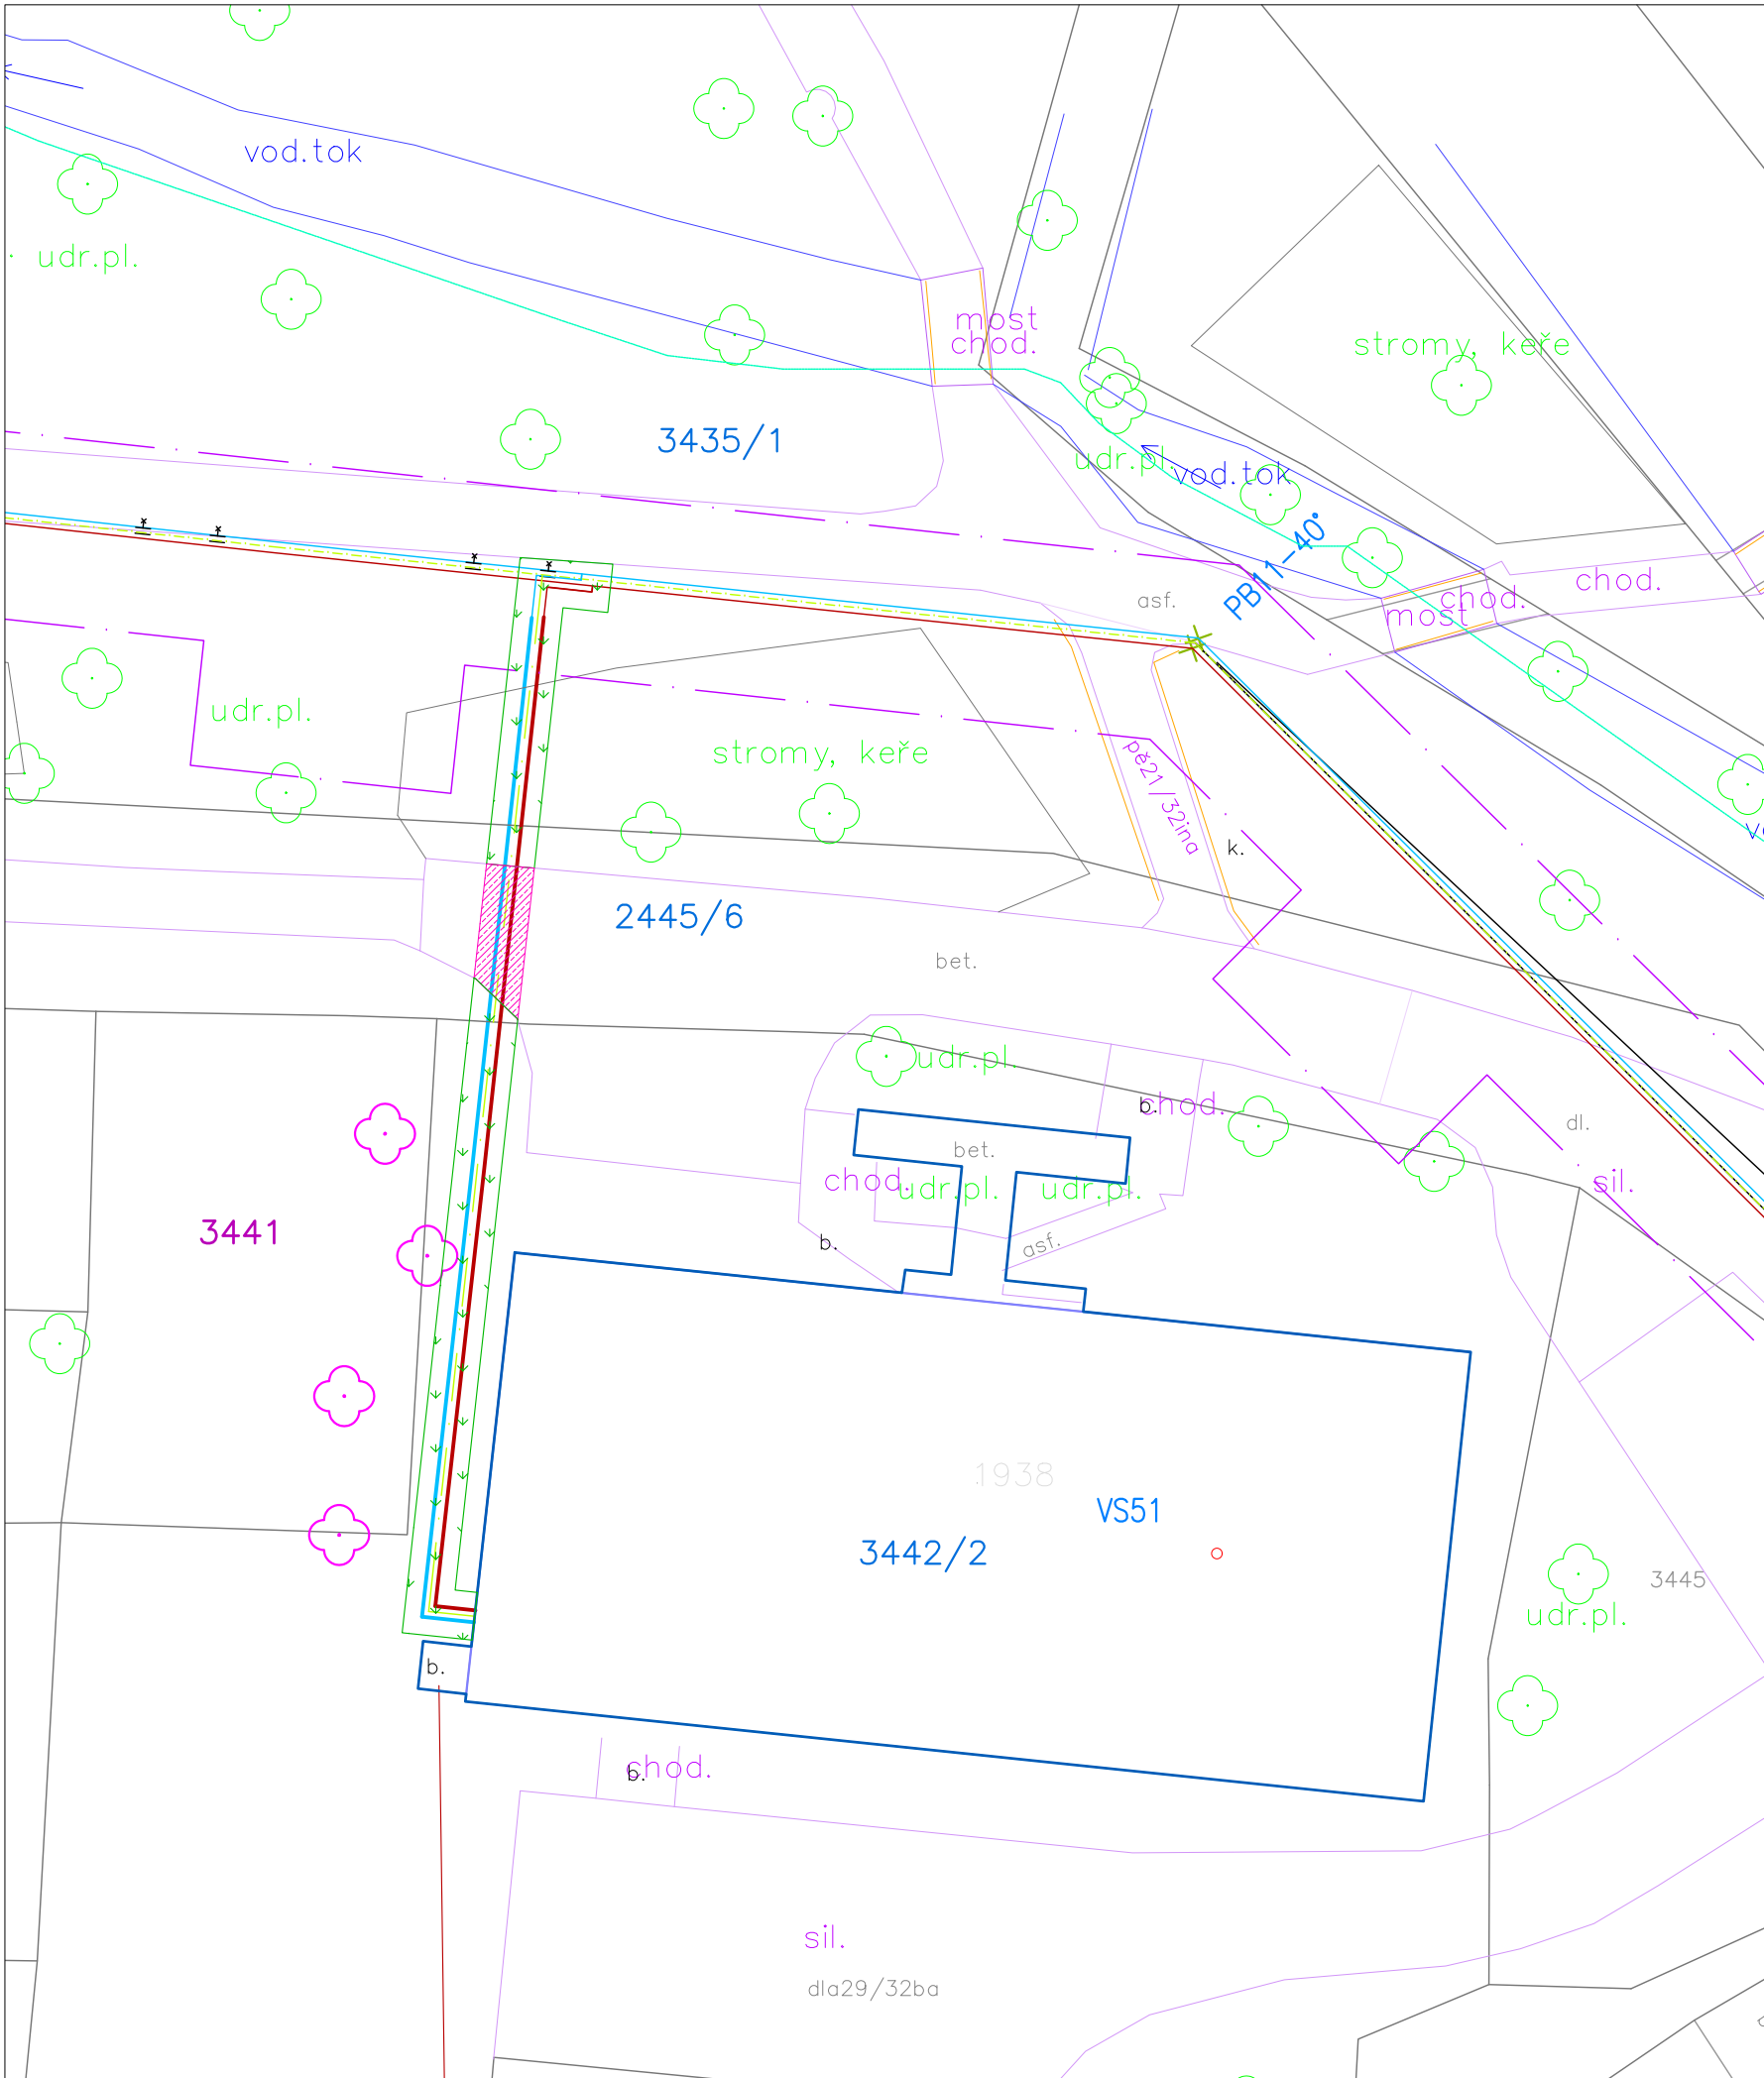 vod.tok
udr.pl.
most
chod.
stromy, keře
3435/1
udr.pl.
vod.tok
PB11-40°
asf.
chod.
chod.
most
udr.pl.
stromy, keře
pě21/32ina
k.
2445/6
bet.
udr.pl.
b.
chod.
dl.
bet.
chod.
udr.pl.
udr.pl.
sil.
3441
b.
asf.
1938
VS51
3442/2
3445
udr.pl.
b.
chod.
b.
sil.
dla29/32ba